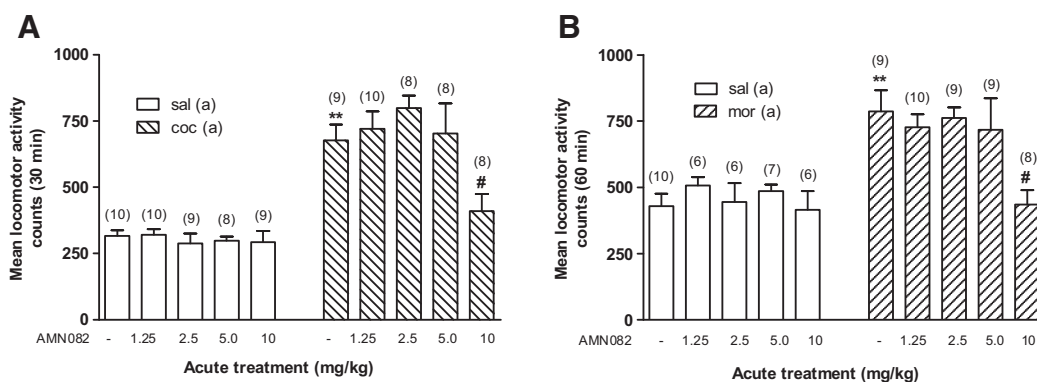 A
Mean locomotor activity
counts (30 min)
1000
750
500
250
0
sal (a)
coc (a)
(10) (10) (9) (8) (9)
(9) (10) (8) (8) (8)
**
#
AMN082 - 1.25 2.5 5.0 10 - 1.25 2.5 5.0 10
Acute treatment (mg/kg)
B
Mean locomotor activity
counts (60 min)
1000
750
500
250
0
sal (a)
mor (a)
(10) (6) (6) (7) (6)
(9) (10) (9) (9) (8)
**
#
AMN082 - 1.25 2.5 5.0 10 - 1.25 2.5 5.0 10
Acute treatment (mg/kg)